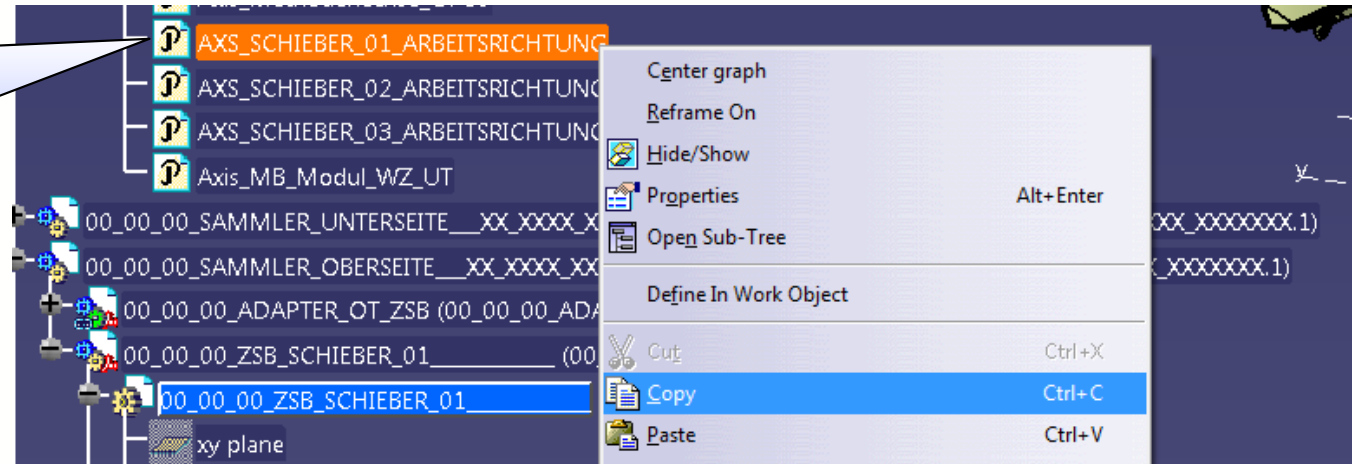 AXS_SCHIEBER_01_ARBEITSRICHTUNG
AXS_SCHIEBER_02_ARBEITSRICHTUNG
AXS_SCHIEBER_03_ARBEITSRICHTUNG
Axis_MB_Modul_WZ_UT
00_00_00_SAMMLER_UNTERSEITE___XX_XXXX_X XX_XXXXXXX.1)
00_00_00_SAMMLER_OBERSEITE___XX_XXXX_XX _XXXXXXX.1)
00_00_00_ADAPTER_OT_ZSB (00_00_00_ADA
00_00_00_ZSB_SCHIEBER_01__________ (00_
00_00_00_ZSB_SCHIEBER_01__________
xy plane
Center graph
Reframe On
Hide/Show
Properties Alt+Enter
Open Sub-Tree
Define In Work Object
Cut Ctrl+X
Copy Ctrl+C
Paste Ctrl+V
y